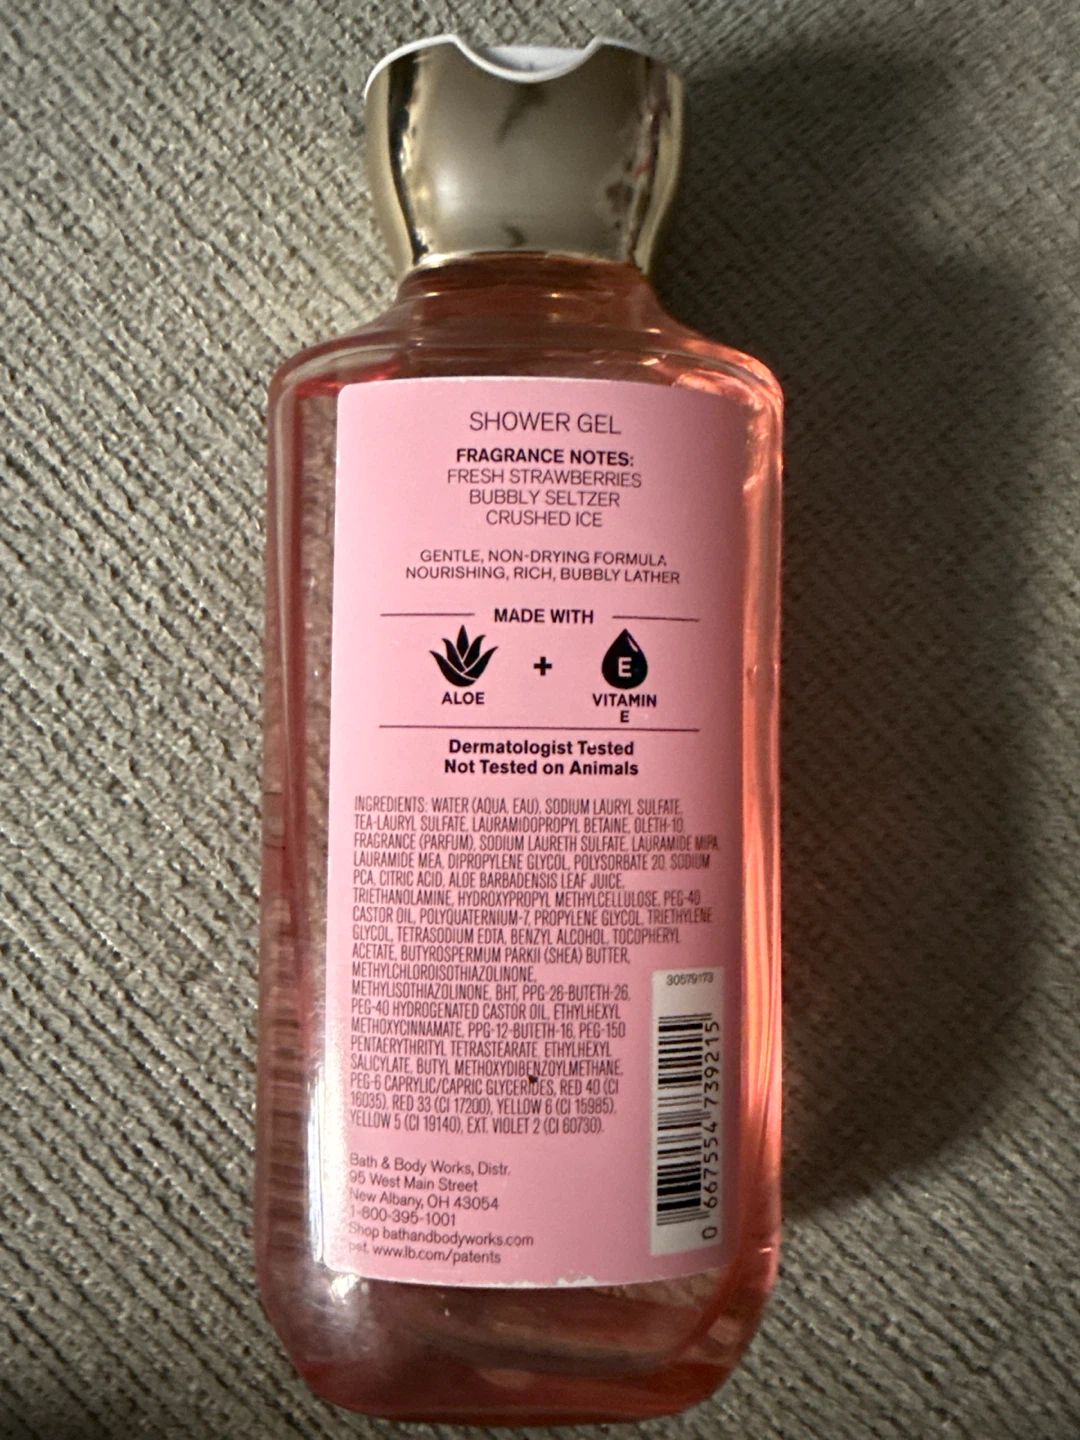 SHOWER GEL
FRAGRANCE NOTES:
FRESH STRAWBERRIES
BUBBLY SELTZER
CRUSHED ICE
GENTLE, NON-DRYING FORMULA
NOURISHING, RICH, BUBBLY LATHER
MADE WITH
ALOE
+
E
VITAMIN
E
Dermatologist Tested
Not Tested on Animals
INGREDIENTS: WATER (AQUA, EAU), SODIUM LAURYL SULFATE,
TEA-LAURYL SULFATE, LAURAMIDOPROPYL BETAINE, OLETH-10,
FRAGRANCE (PARFUM), SODIUM LAURETH SULFATE, LAURAMIDE MIPA,
LAURAMIDE MEA, DIPROPYLENE GLYCOL, POLYSORBATE 20, SODIUM
PCA, CITRIC ACID, ALOE BARBADENSIS LEAF JUICE,
TRIETHANOLAMINE, HYDROXYPROPYL METHYLCELLULOSE, PEG-40
CASTOR OIL, POLYQUATERNIUM-7, PROPYLENE GLYCOL, TRIETHYLENE
GLYCOL, TETRASODIUM EDTA, BENZYL ALCOHOL, TOCOPHERYL
ACETATE, BUTYROSPERMUM PARKII (SHEA) BUTTER,
METHYLCHLOROISOTHIAZOLINONE,
METHYLISOTHIAZOLINONE, BHT, PPG-26-BUTETH-26,
PEG-40 HYDROGENATED CASTOR OIL, ETHYLHEXYL
METHOXYCINNAMATE, PPG-12-BUTETH-16, PEG-150
PENTAERYTHRITYL TETRASTEARATE, ETHYLHEXYL
SALICYLATE, BUTYL METHOXYDIBENZOYLMETHANE,
PEG-6 CAPRYLIC/CAPRIC GLYCERIDES, RED 40 (CI
16035), RED 33 (CI 17200), YELLOW 6 (CI 15985),
YELLOW 5 (CI 19140), EXT. VIOLET 2 (CI 60730).
Bath & Body Works, Distr.
95 West Main Street
New Albany, OH 43054
1-800-395-1001
Shop bathandbodyworks.com
pat. www.lb.com/patents
30579173
0 667554 739215